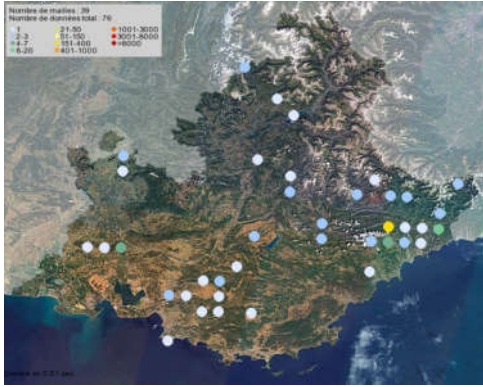 Nombre de mailles : 39
Nombre de données total : 76
1 21-50 1001-3000
2-3 51-150 3001-8000
4-7 151-400 >8000
8-20 401-1000